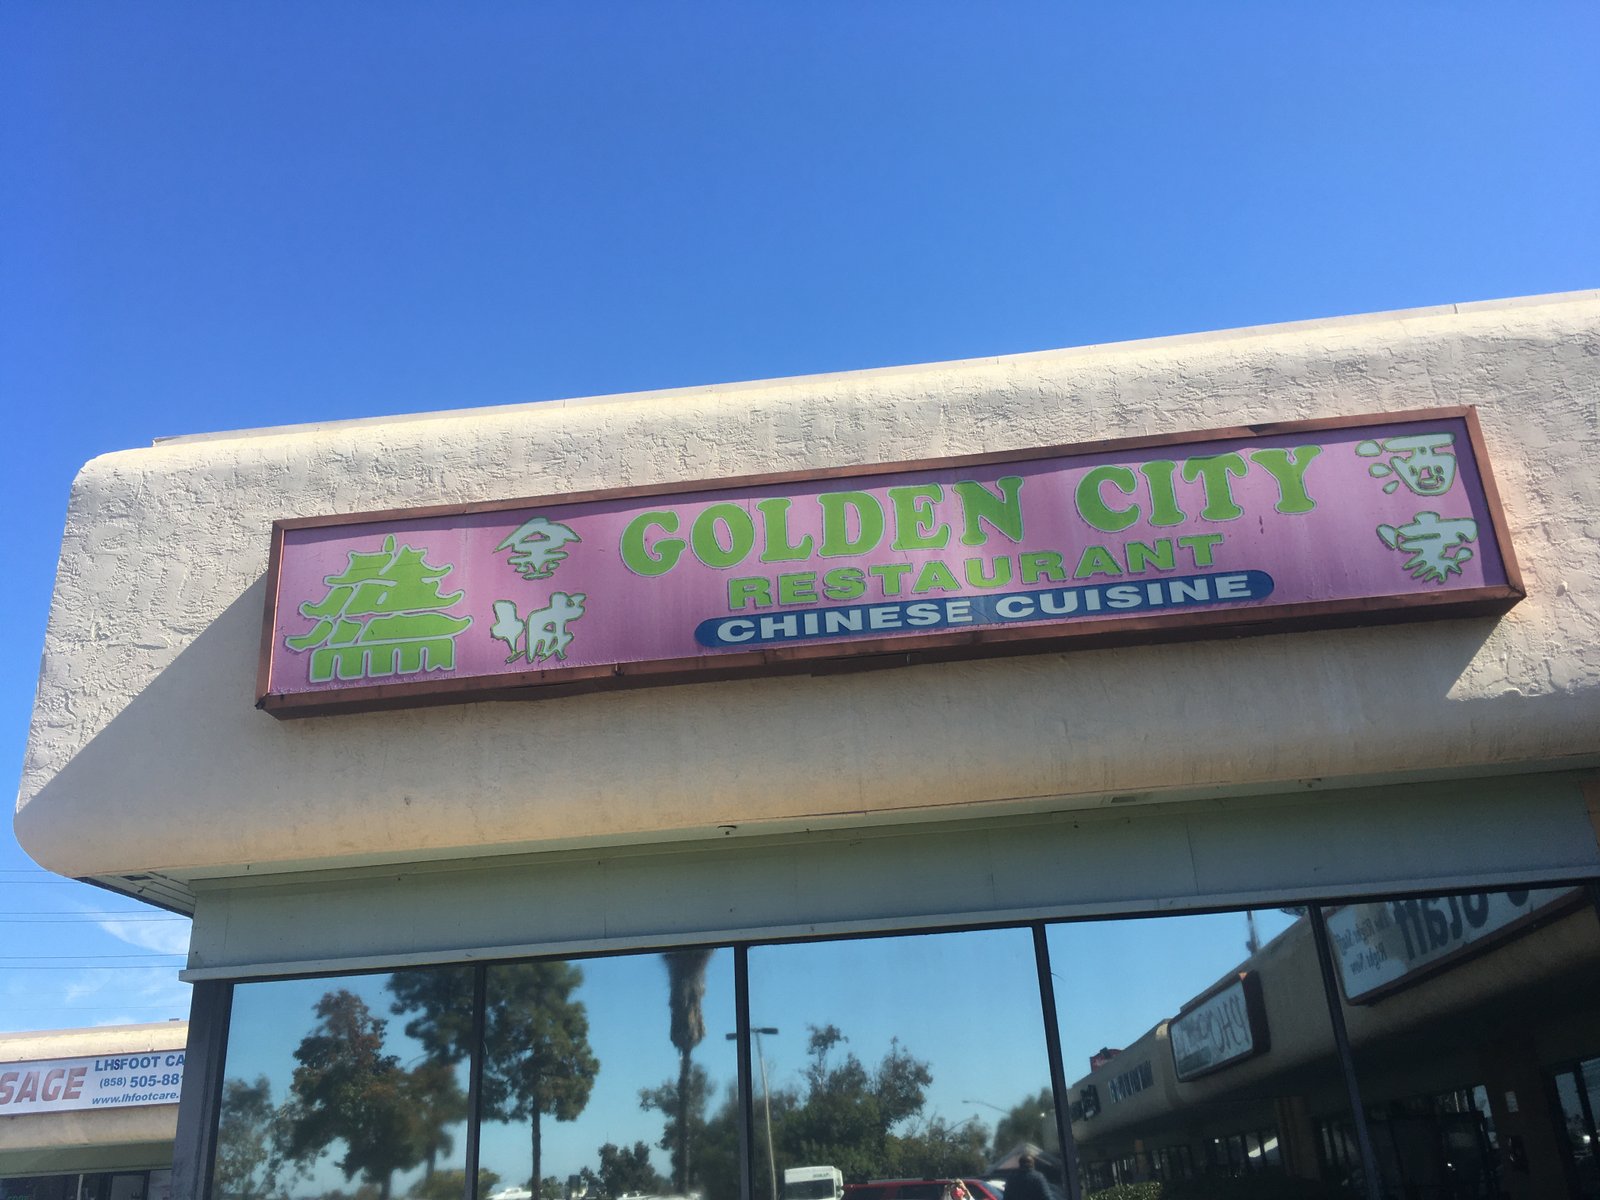 金城
GOLDEN CITY
RESTAURANT
CHINESE CUISINE
酒家
SAGE
LHSFOOT CA
(858) 505-88
www.lhfootcare.
PHO